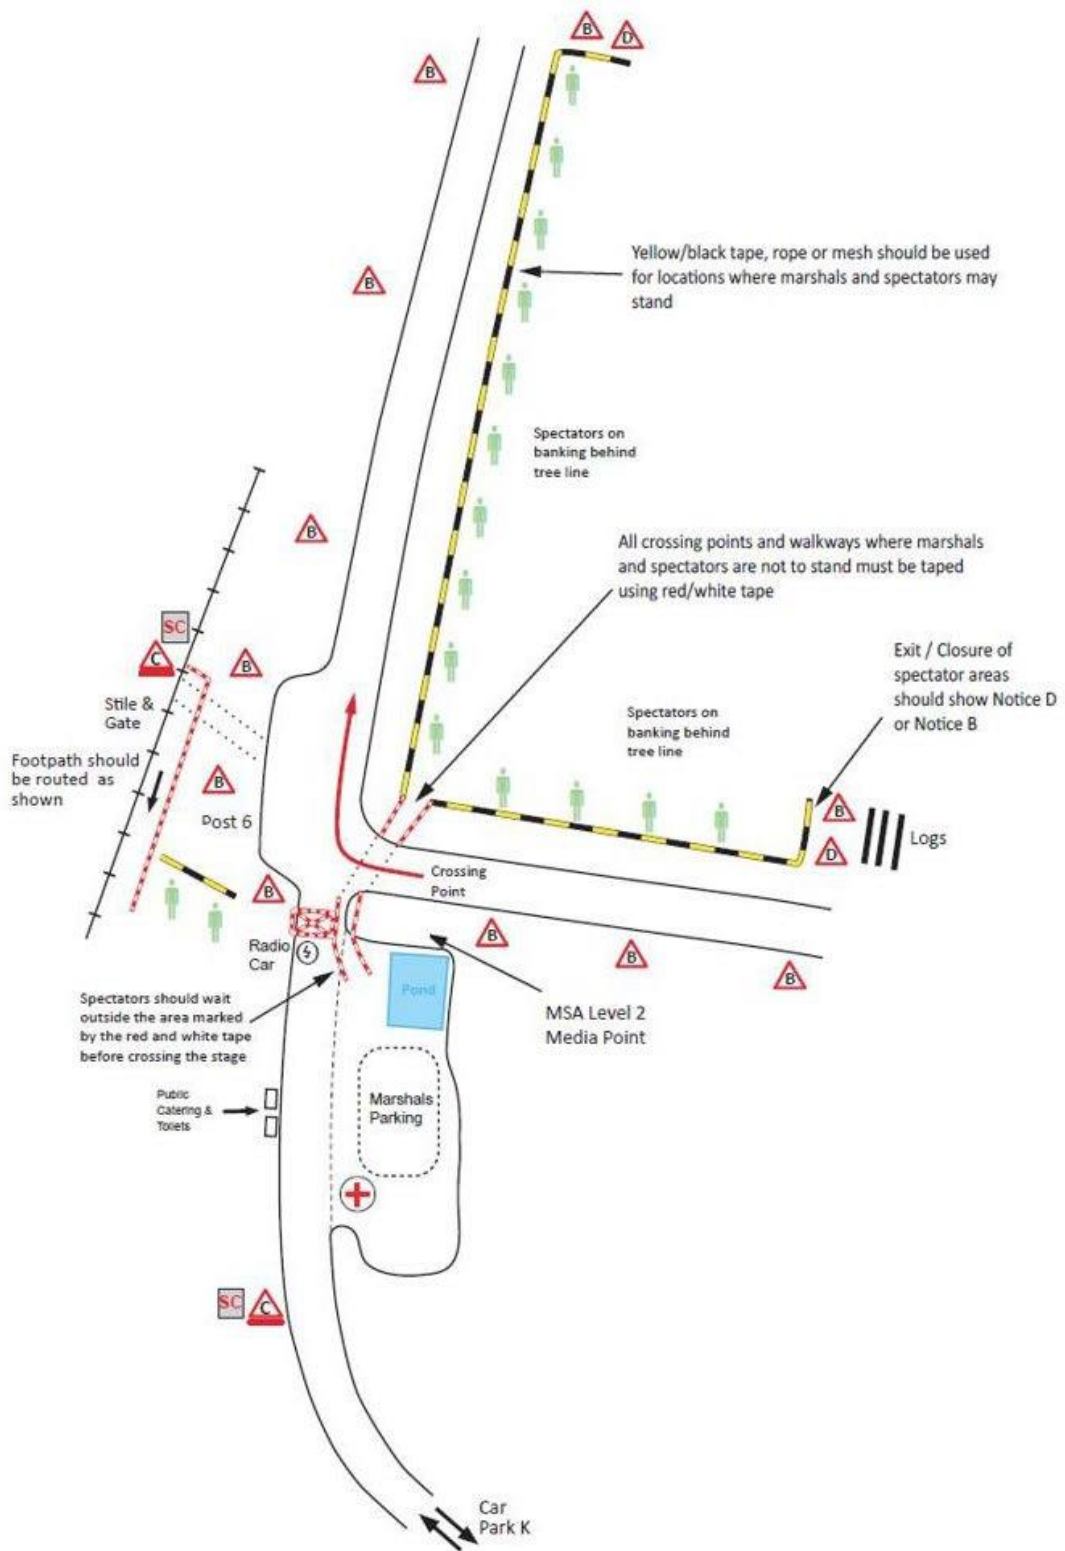 B
D
B
Yellow/black tape, rope or mesh should be used
for locations where marshals and spectators may
stand
B
Spectators on
banking behind
tree line
B
All crossing points and walkways where marshals
and spectators are not to stand must be taped
using red/white tape
SC
C
B
Exit / Closure of
spectator areas
should show Notice D
or Notice B
Stile &
Gate
Spectators on
banking behind
tree line
Footpath should
be routed as
shown
B
Post 6
B
D
Logs
Crossing
Point
B
B
B
B
Radio
Car
Pond
Spectators should wait
outside the area marked
by the red and white tape
before crossing the stage
MSA Level 2
Media Point
Public
Catering &
Toilets
Marshals
Parking
SC
C
Car
Park K